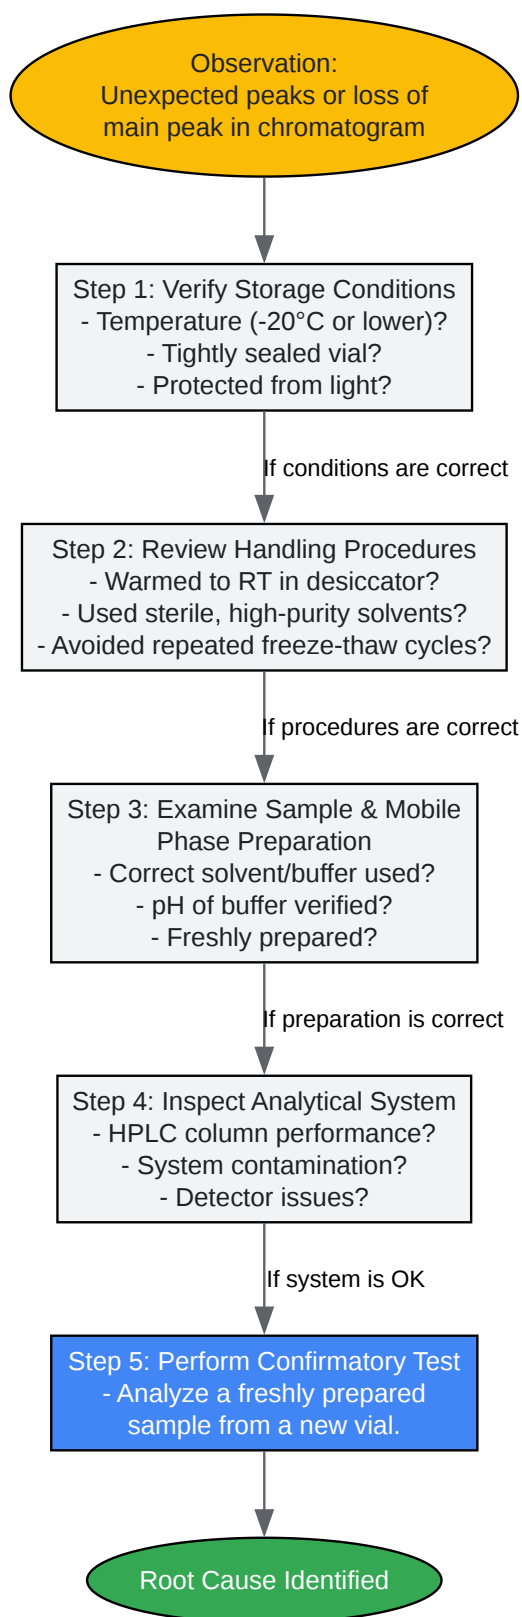 Observation:
Unexpected peaks or loss of
main peak in chromatogram
Step 1: Verify Storage Conditions
- Temperature (-20°C or lower)?
- Tightly sealed vial?
- Protected from light?
If conditions are correct
Step 2: Review Handling Procedures
- Warmed to RT in desiccator?
- Used sterile, high-purity solvents?
- Avoided repeated freeze-thaw cycles?
If procedures are correct
Step 3: Examine Sample & Mobile
Phase Preparation
- Correct solvent/buffer used?
- pH of buffer verified?
- Freshly prepared?
If preparation is correct
Step 4: Inspect Analytical System
- HPLC column performance?
- System contamination?
- Detector issues?
If system is OK
Step 5: Perform Confirmatory Test
- Analyze a freshly prepared
sample from a new vial.
Root Cause Identified